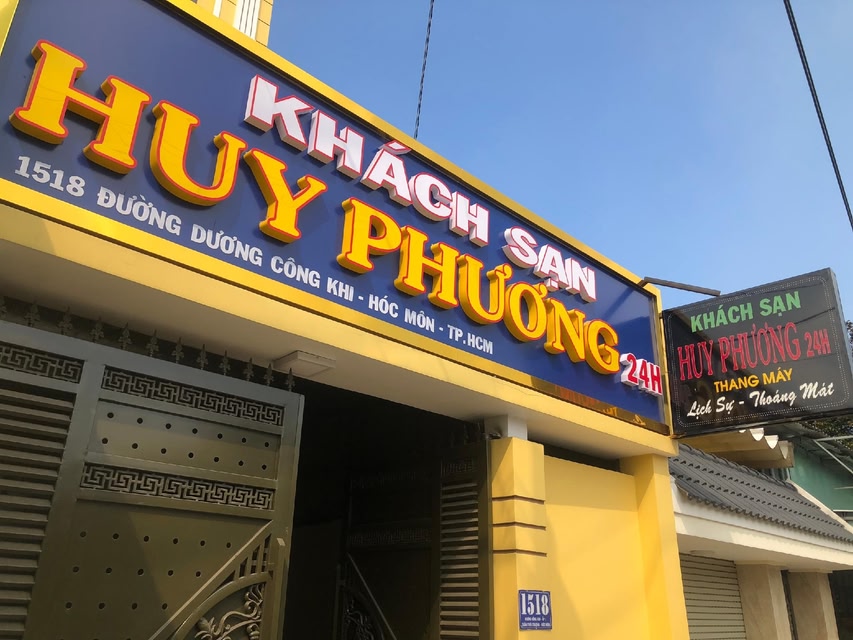 KHÁCH SẠN
HUY PHƯƠNG 24H
1518 ĐƯỜNG DƯƠNG CÔNG KHI - HÓC MÔN - TP.HCM
KHÁCH SẠN
HUY PHƯƠNG 24H
THANG MÁY
Lịch Sự - Thoáng Mát
1518